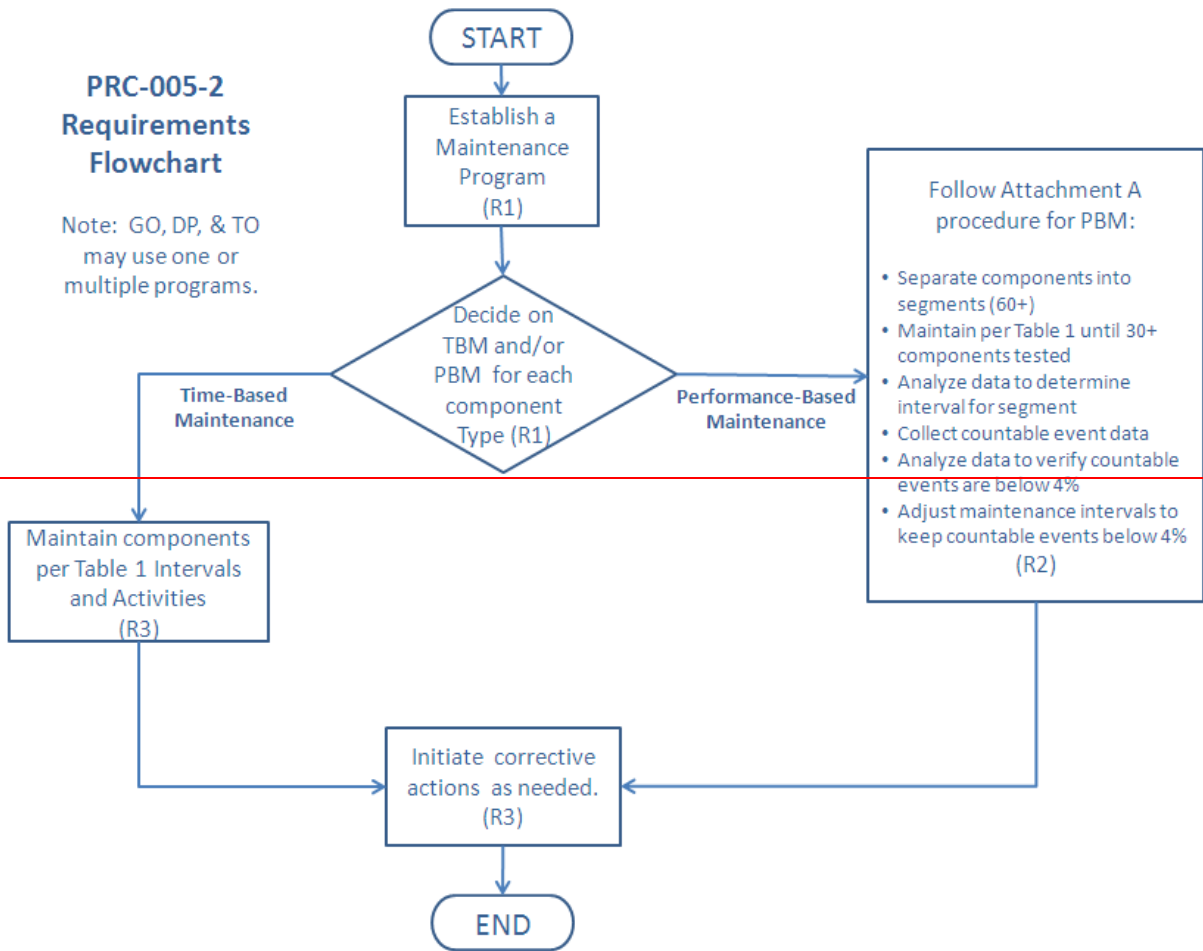 START
PRC-005-2
Requirements
Flowchart
Note: GO, DP, & TO
may use one or
multiple programs.
Establish a
Maintenance
Program
(R1)
Decide on
TBM and/or
PBM for each
component
Type (R1)
Time-Based
Maintenance
Performance-Based
Maintenance
Follow Attachment A
procedure for PBM:
• Separate components into
segments (60+)
• Maintain per Table 1 until 30+
components tested
• Analyze data to determine
interval for segment
• Collect countable event data
• Analyze data to verify countable
events are below 4%
• Adjust maintenance intervals to
keep countable events below 4%
(R2)
Maintain components
per Table 1 Intervals
and Activities
(R3)
Initiate corrective
actions as needed.
(R3)
END